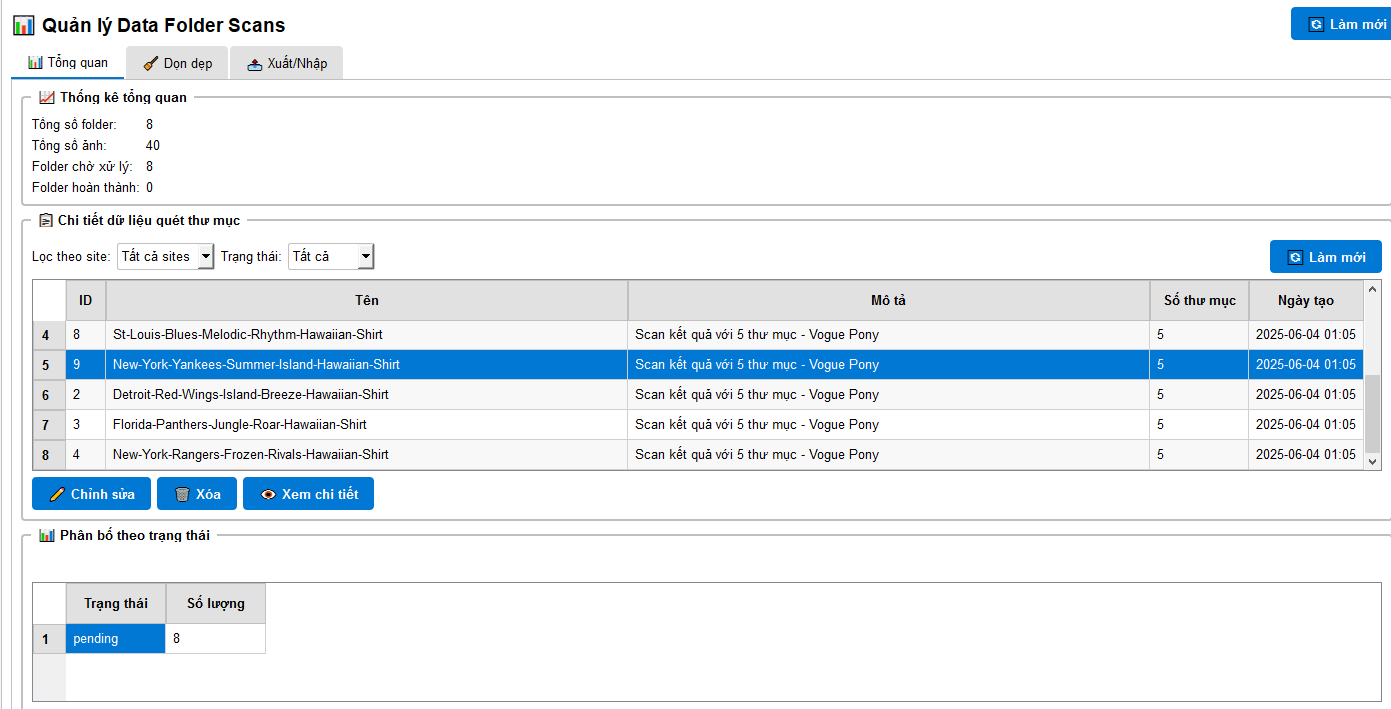 Quản lý Data Folder Scans
Làm mới
Tổng quan Dọn dẹp Xuất/Nhập
Thống kê tổng quan
Tổng số folder: 8
Tổng số ảnh: 40
Folder chờ xử lý: 8
Folder hoàn thành: 0
Chi tiết dữ liệu quét thư mục
Lọc theo site: Tất cả sites Trạng thái: Tất cả Làm mới
ID Tên Mô tả Số thư mục Ngày tạo
4 8 St-Louis-Blues-Melodic-Rhythm-Hawaiian-Shirt Scan kết quả với 5 thư mục - Vogue Pony 5 2025-06-04 01:05
5 9 New-York-Yankees-Summer-Island-Hawaiian-Shirt Scan kết quả với 5 thư mục - Vogue Pony 5 2025-06-04 01:05
6 2 Detroit-Red-Wings-Island-Breeze-Hawaiian-Shirt Scan kết quả với 5 thư mục - Vogue Pony 5 2025-06-04 01:05
7 3 Florida-Panthers-Jungle-Roar-Hawaiian-Shirt Scan kết quả với 5 thư mục - Vogue Pony 5 2025-06-04 01:05
8 4 New-York-Rangers-Frozen-Rivals-Hawaiian-Shirt Scan kết quả với 5 thư mục - Vogue Pony 5 2025-06-04 01:05
Chỉnh sửa Xóa Xem chi tiết
Phân bố theo trạng thái
Trạng thái Số lượng
1 pending 8